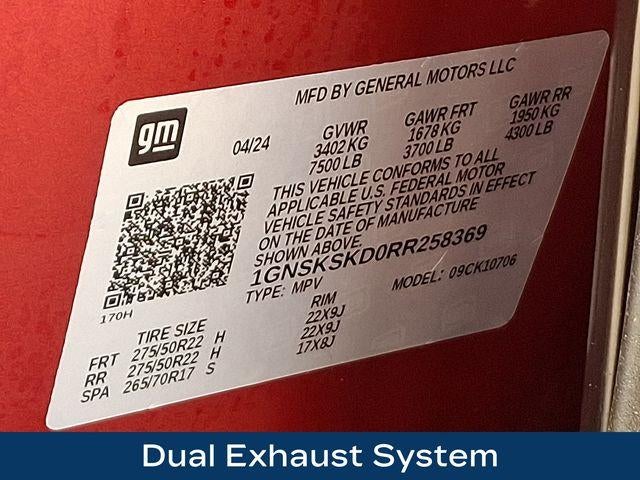 MFD BY GENERAL MOTORS LLC
gm
04/24
GVWR GAWR FRT GAWR RR
3402 KG 1678 KG 1950 KG
7500 LB 3700 LB 4300 LB
THIS VEHICLE CONFORMS TO ALL
APPLICABLE U.S. FEDERAL MOTOR
VEHICLE SAFETY STANDARDS IN EFFECT
ON THE DATE OF MANUFACTURE
SHOWN ABOVE.
1GNSKSKD0RR258369
TYPE: MPV MODEL: 09CK10706
170H
TIRE SIZE RIM
FRT 275/50R22 H 22X9J
RR 275/50R22 H 22X9J
SPA 265/70R17 S 17X8J
Dual Exhaust System